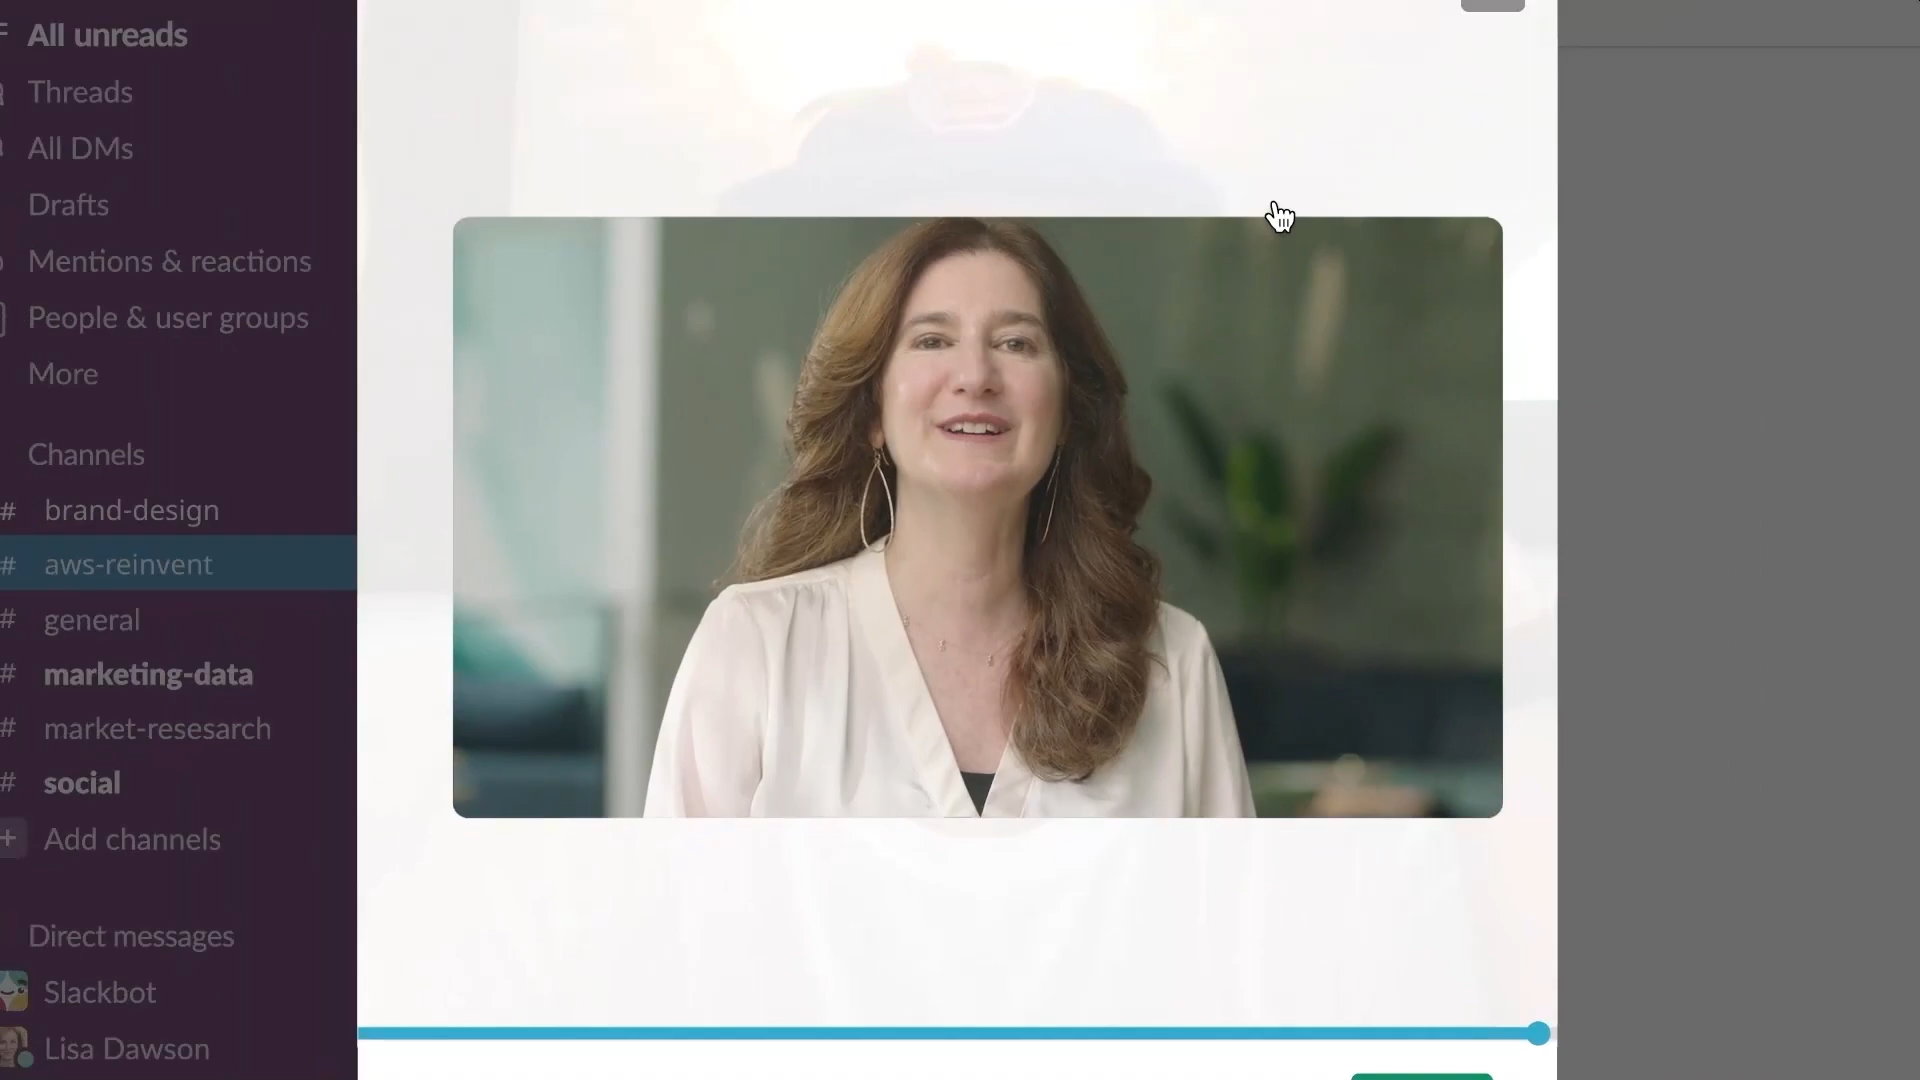 All unreads
Threads
All DMs
Drafts
Mentions & reactions
People & user groups
More
Channels
# brand-design
# aws-reinvent
# general
# marketing-data
# market-resesarch
# social
+ Add channels
Direct messages
Slackbot
Lisa Dawson